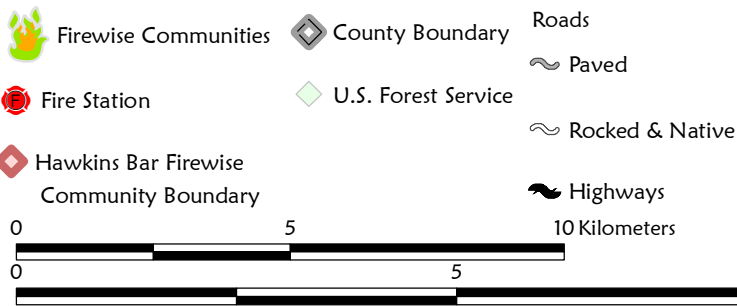 Firewise Communities
County Boundary
Roads
Paved
F
Fire Station
U.S. Forest Service
Rocked & Native
Hawkins Bar Firewise
Community Boundary
Highways
0 5 10 Kilometers
0 5